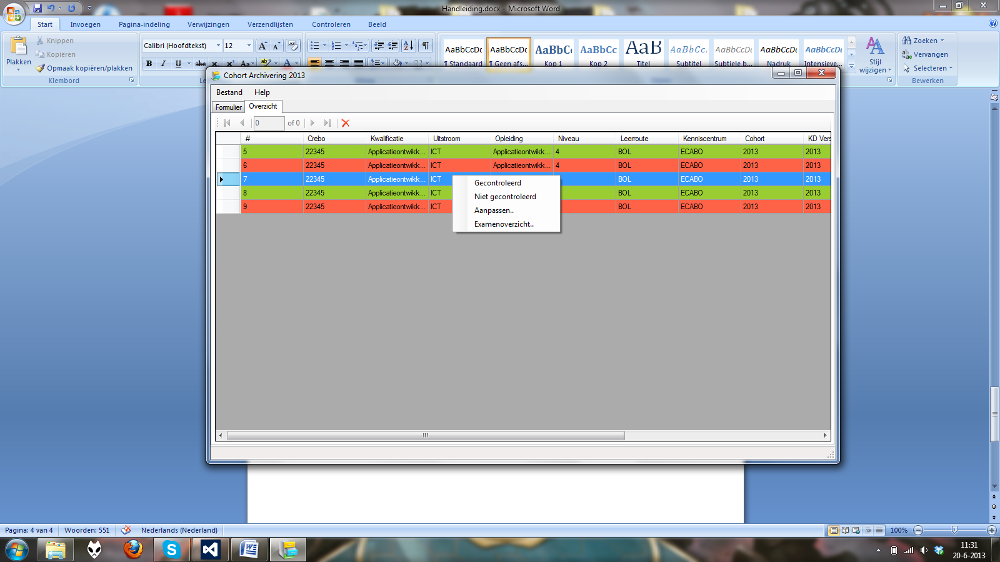 Handleiding.docx - Microsoft Word
Start Invoegen Pagina-indeling Verwijzingen Verzendlijsten Controleren Beeld
Plakken
Knippen
Kopiëren
Opmaak kopiëren/plakken
Klembord
Calibri (Hoofdtekst) 12
AaBbCcDc AaBbCcDc AaBbC AaBbCc AaB AaBbCc. AaBbCcDc AaBbCcDc AaBbCcDc
¶ Standaard ¶ Geen afs... Kop 1 Kop 2 Titel Subtitel Subtiele b... Nadruk Intensieve...
Stijl wijzigen
Zoeken
Vervangen
Selecteren
Bewerken
Cohort Archivering 2013
Bestand Help
Formulier Overzicht
0 of 0
# Crebo Kwalificatie Uitstroom Opleiding Niveau Leerroute Kenniscentrum Cohort KD Vers
5 22345 Applicatieontwikk... ICT Applicatieontwikk... 4 BOL ECABO 2013 2013
6 22345 Applicatieontwikk... ICT Applicatieontwikk... 4 BOL ECABO 2013 2013
7 22345 Applicatieontwikk... ICT BOL ECABO 2013 2013
8 22345 Applicatieontwikk... ICT BOL ECABO 2013 2013
9 22345 Applicatieontwikk... ICT BOL ECABO 2013 2013
Gecontroleerd
Niet gecontroleerd
Aanpassen..
Examenoverzicht..
Pagina: 4 van 4 Woorden: 551 Nederlands (Nederland) 100%
11:31
20-6-2013